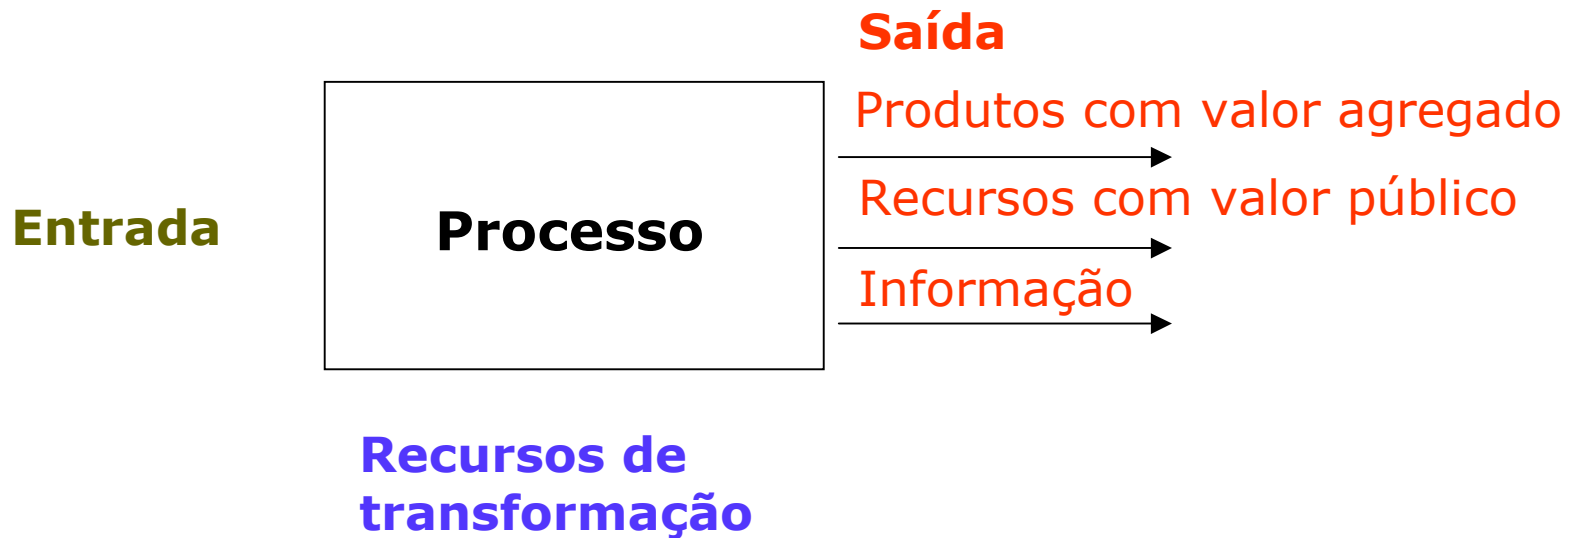 Saída
Produtos com valor agregado
Recursos com valor público
Entrada
Processo
Informação
Recursos de
transformação